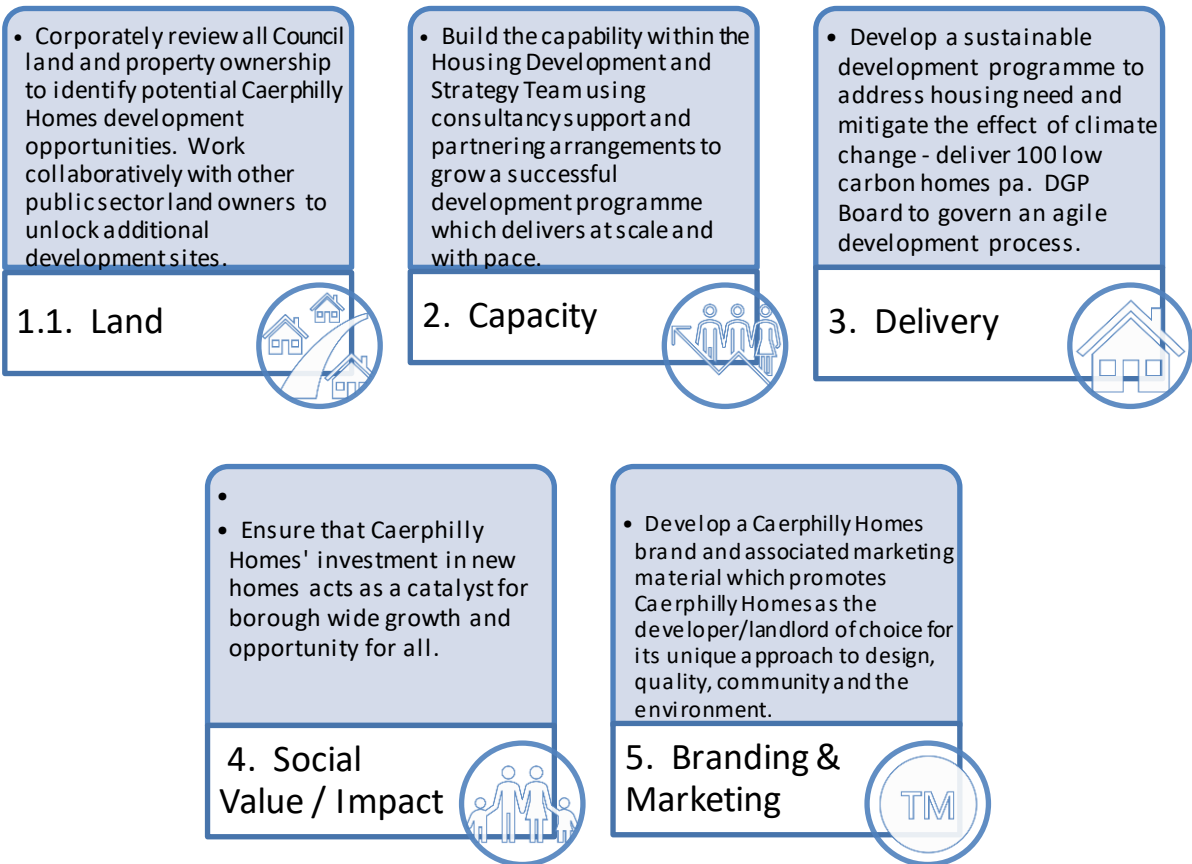 • Corporately review all Council
land and property ownership
to identify potential Caerphilly
Homes development
opportunities. Work
collaboratively with other
public sector land owners to
unlock additional
development sites.
1.1. Land
• Build the capability within the
Housing Development and
Strategy Team using
consultancy support and
partnering arrangements to
grow a successful
development programme
which delivers at scale and
with pace.
2. Capacity
• Develop a sustainable
development programme to
address housing need and
mitigate the effect of climate
change - deliver 100 low
carbon homes pa. DGP
Board to govern an agile
development process.
3. Delivery
•
• Ensure that Caerphilly
Homes' investment in new
homes acts as a catalyst for
borough wide growth and
opportunity for all.
4. Social
Value / Impact
• Develop a Caerphilly Homes
brand and associated marketing
material which promotes
Caerphilly Homes as the
developer/landlord of choice for
its unique approach to design,
quality, community and the
environment.
5. Branding &
Marketing
TM